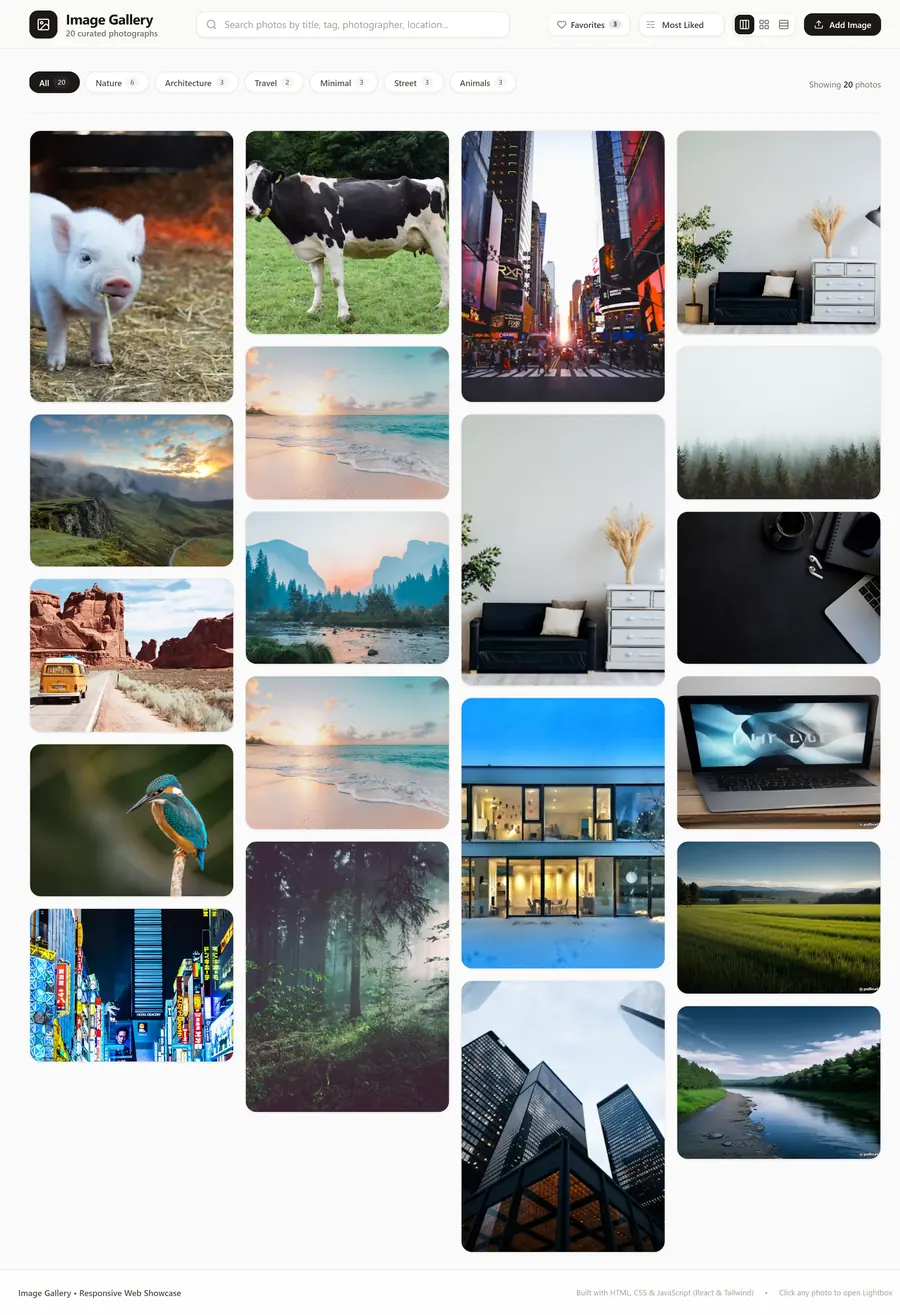 Image Gallery
20 curated photographs
Search photos by title, tag, photographer, location...
Favorites 3
Most Liked
Add Image
All 20
Nature 6
Architecture 3
Travel 2
Minimal 3
Street 3
Animals 3
Showing 20 photos
HOTEL GRACERY
Image Gallery • Responsive Web Showcase
Built with HTML, CSS & JavaScript (React & Tailwind) • Click any photo to open Lightbox